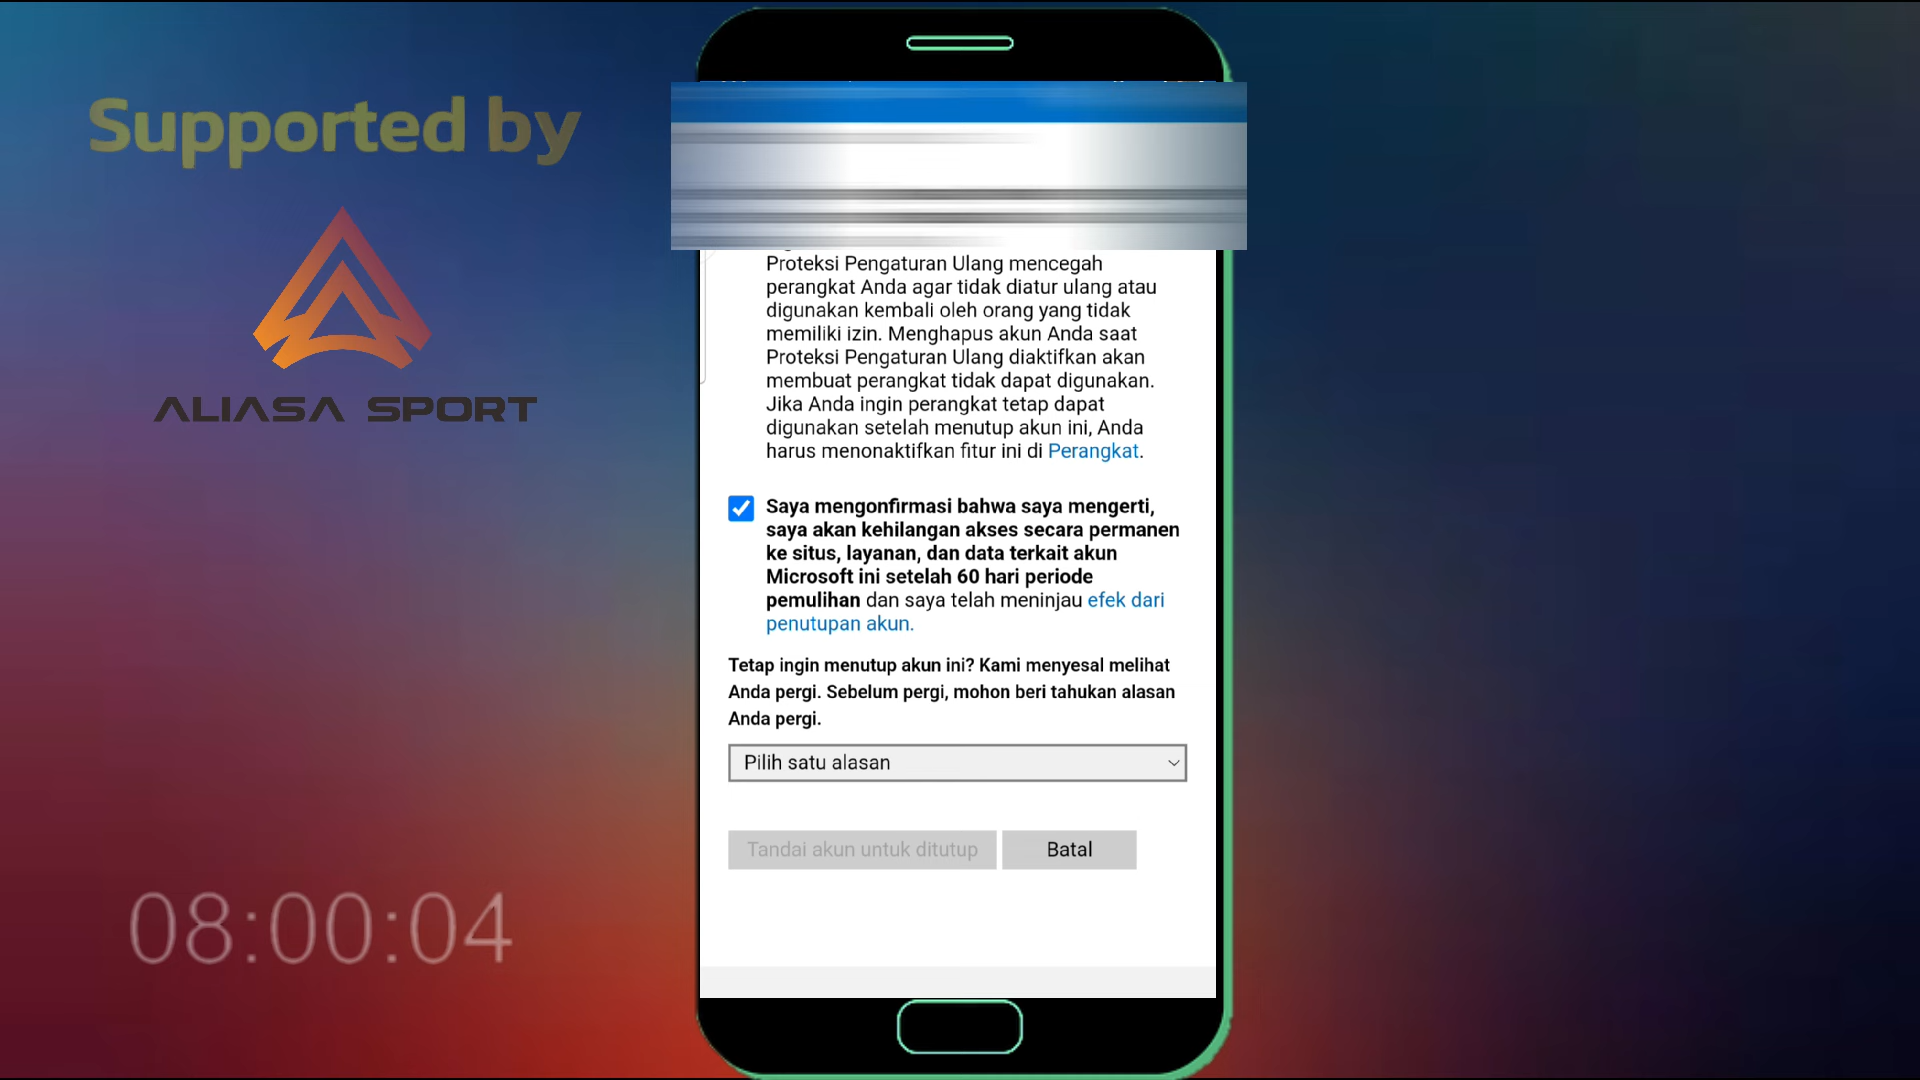 Supported by
ALIASA SPORT
08:00:04
Proteksi Pengaturan Ulang mencegah
perangkat Anda agar tidak diatur ulang atau
digunakan kembali oleh orang yang tidak
memiliki izin. Menghapus akun Anda saat
Proteksi Pengaturan Ulang diaktifkan akan
membuat perangkat tidak dapat digunakan.
Jika Anda ingin perangkat tetap dapat
digunakan setelah menutup akun ini, Anda
harus menonaktifkan fitur ini di Perangkat.
Saya mengonfirmasi bahwa saya mengerti,
saya akan kehilangan akses secara permanen
ke situs, layanan, dan data terkait akun
Microsoft ini setelah 60 hari periode
pemulihan dan saya telah meninjau efek dari
penutupan akun.
Tetap ingin menutup akun ini? Kami menyesal melihat
Anda pergi. Sebelum pergi, mohon beri tahukan alasan
Anda pergi.
Pilih satu alasan
Tandai akun untuk ditutup
Batal